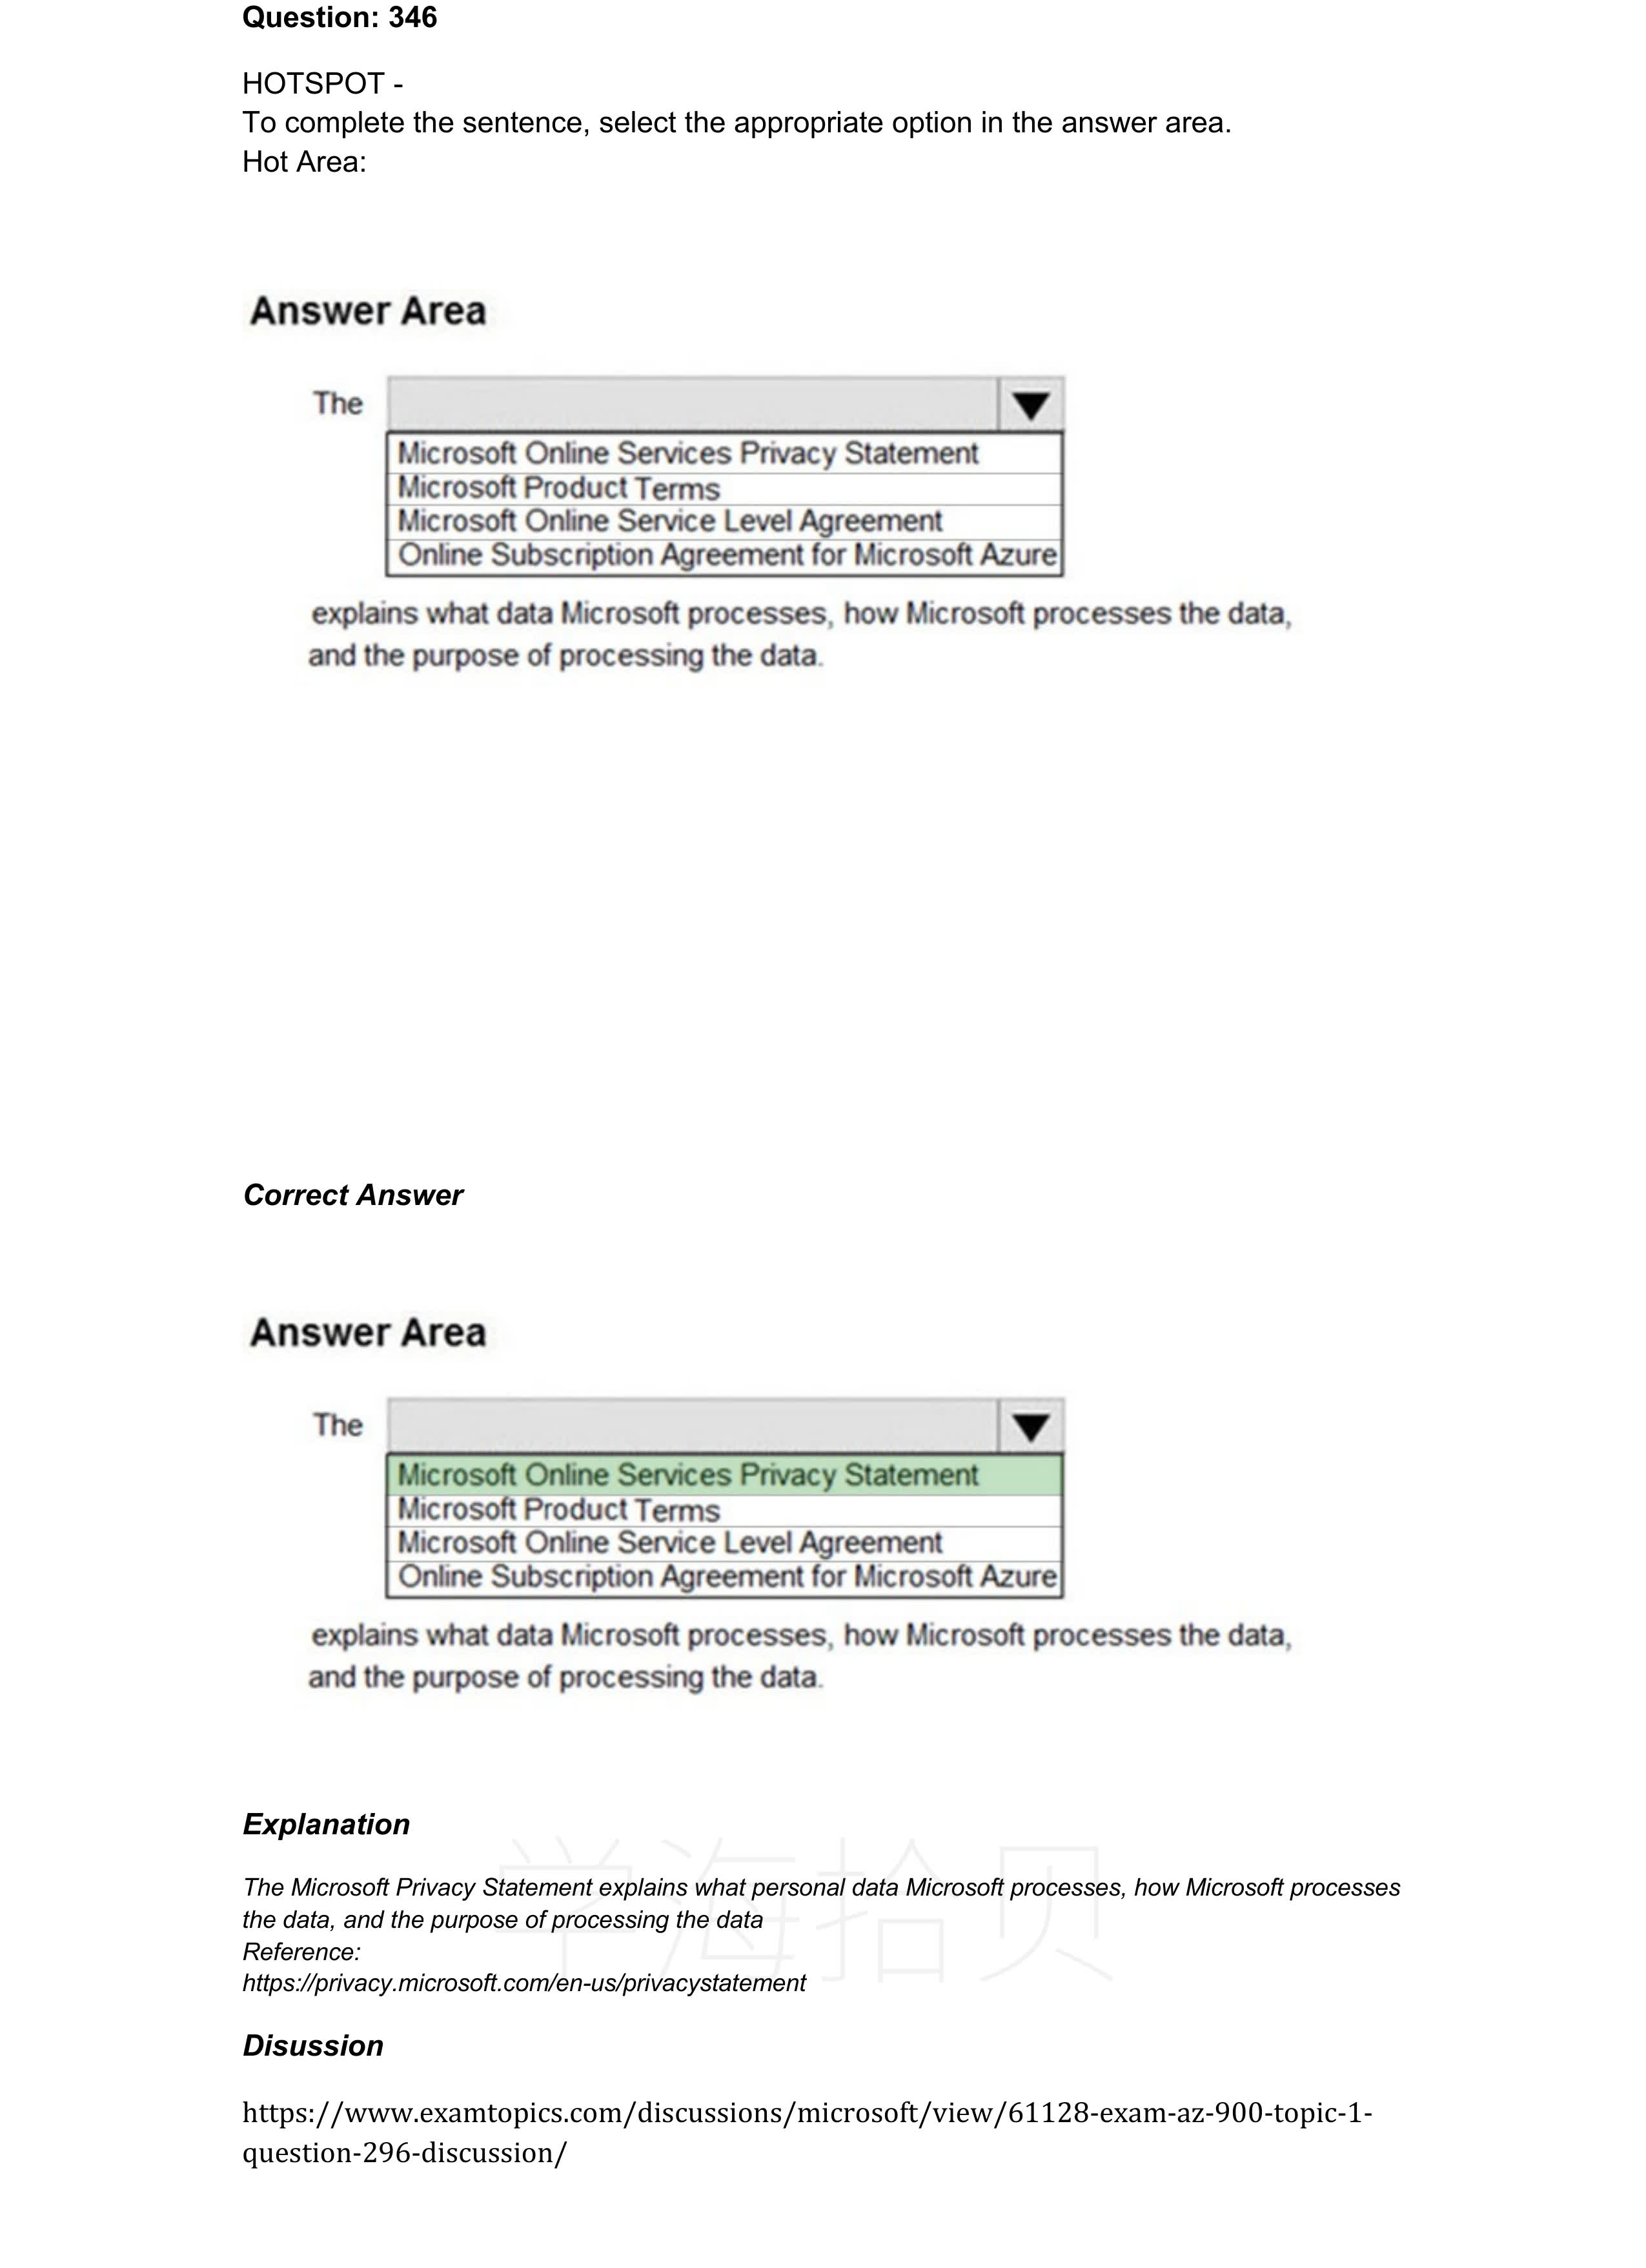 Question: 346
HOTSPOT -
To complete the sentence, select the appropriate option in the answer area.
Hot Area:
Answer Area
The
Microsoft Online Services Privacy Statement
Microsoft Product Terms
Microsoft Online Service Level Agreement
Online Subscription Agreement for Microsoft Azure
explains what data Microsoft processes, how Microsoft processes the data,
and the purpose of processing the data.
Correct Answer
Answer Area
The
Microsoft Online Services Privacy Statement
Microsoft Product Terms
Microsoft Online Service Level Agreement
Online Subscription Agreement for Microsoft Azure
explains what data Microsoft processes, how Microsoft processes the data,
and the purpose of processing the data.
Explanation
学海拾贝
The Microsoft Privacy Statement explains what personal data Microsoft processes, how Microsoft processes
the data, and the purpose of processing the data
Reference:
https://privacy.microsoft.com/en-us/privacystatement
Disussion
https://www.examtopics.com/discussions/microsoft/view/61128-exam-az-900-topic-1-
question-296-discussion/